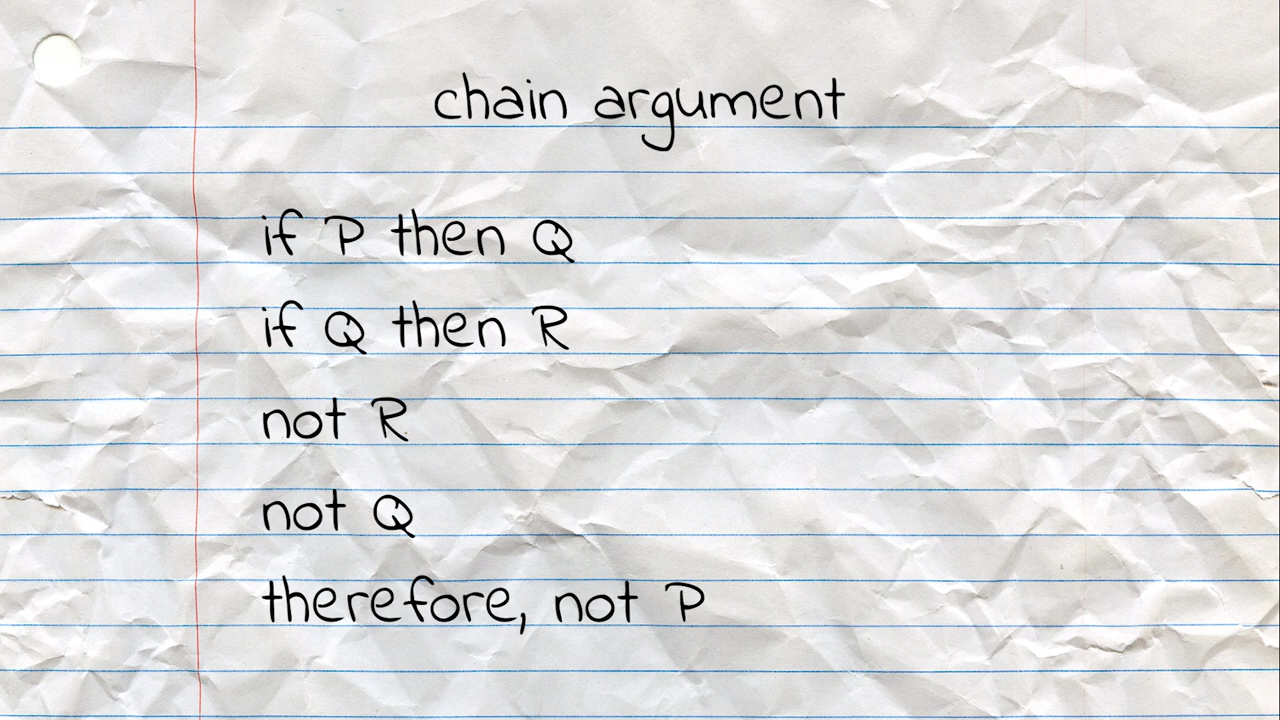 chain argument
if P then Q
if Q then R
not R
not Q
therefore, not P